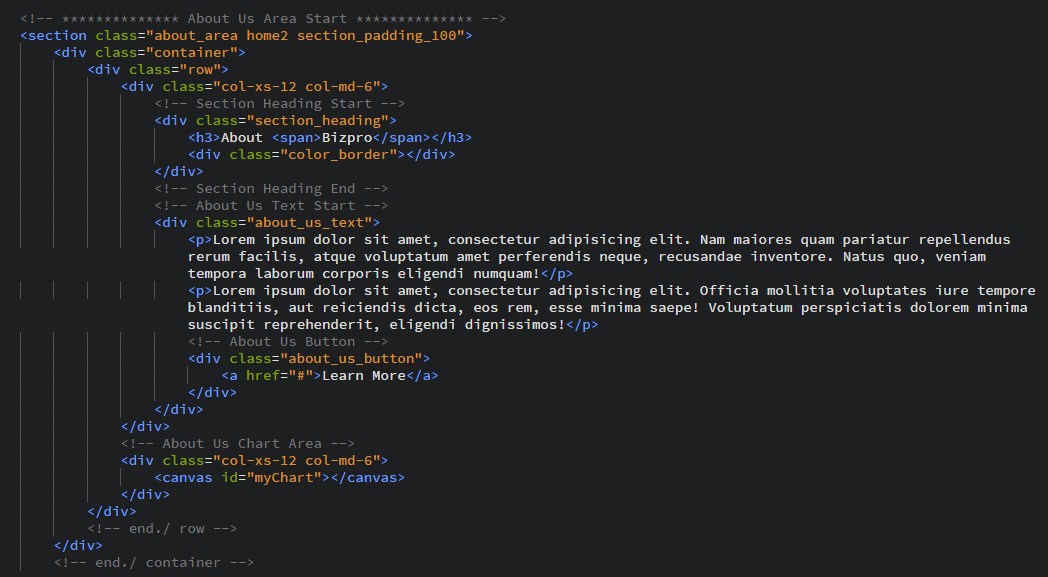 <!-- ************** About Us Area Start ************** -->
<section class="about_area home2 section_padding_100">
<div class="container">
<div class="row">
<div class="col-xs-12 col-md-6">
<!-- Section Heading Start -->
<div class="section_heading">
<h3>About <span>Bizpro</span></h3>
<div class="color_border"></div>
</div>
<!-- Section Heading End -->
<!-- About Us Text Start -->
<div class="about_us_text">
<p>Lorem ipsum dolor sit amet, consectetur adipisicing elit. Nam maiores quam pariatur repellendus
rerum facilis, atque voluptatum amet perferendis neque, recusandae inventore. Natus quo, veniam
tempora laborum corporis eligendi numquam!</p>
<p>Lorem ipsum dolor sit amet, consectetur adipisicing elit. Officia mollitia voluptates iure tempore
blanditiis, aut reiciendis dicta, eos rem, esse minima saepe! Voluptatum perspiciatis dolorem minima
suscipit reprehenderit, eligendi dignissimos!</p>
<!-- About Us Button -->
<div class="about_us_button">
<a href="#">Learn More</a>
</div>
</div>
</div>
<!-- About Us Chart Area -->
<div class="col-xs-12 col-md-6">
<canvas id="myChart"></canvas>
</div>
</div>
<!-- end./ row -->
</div>
<!-- end./ container -->